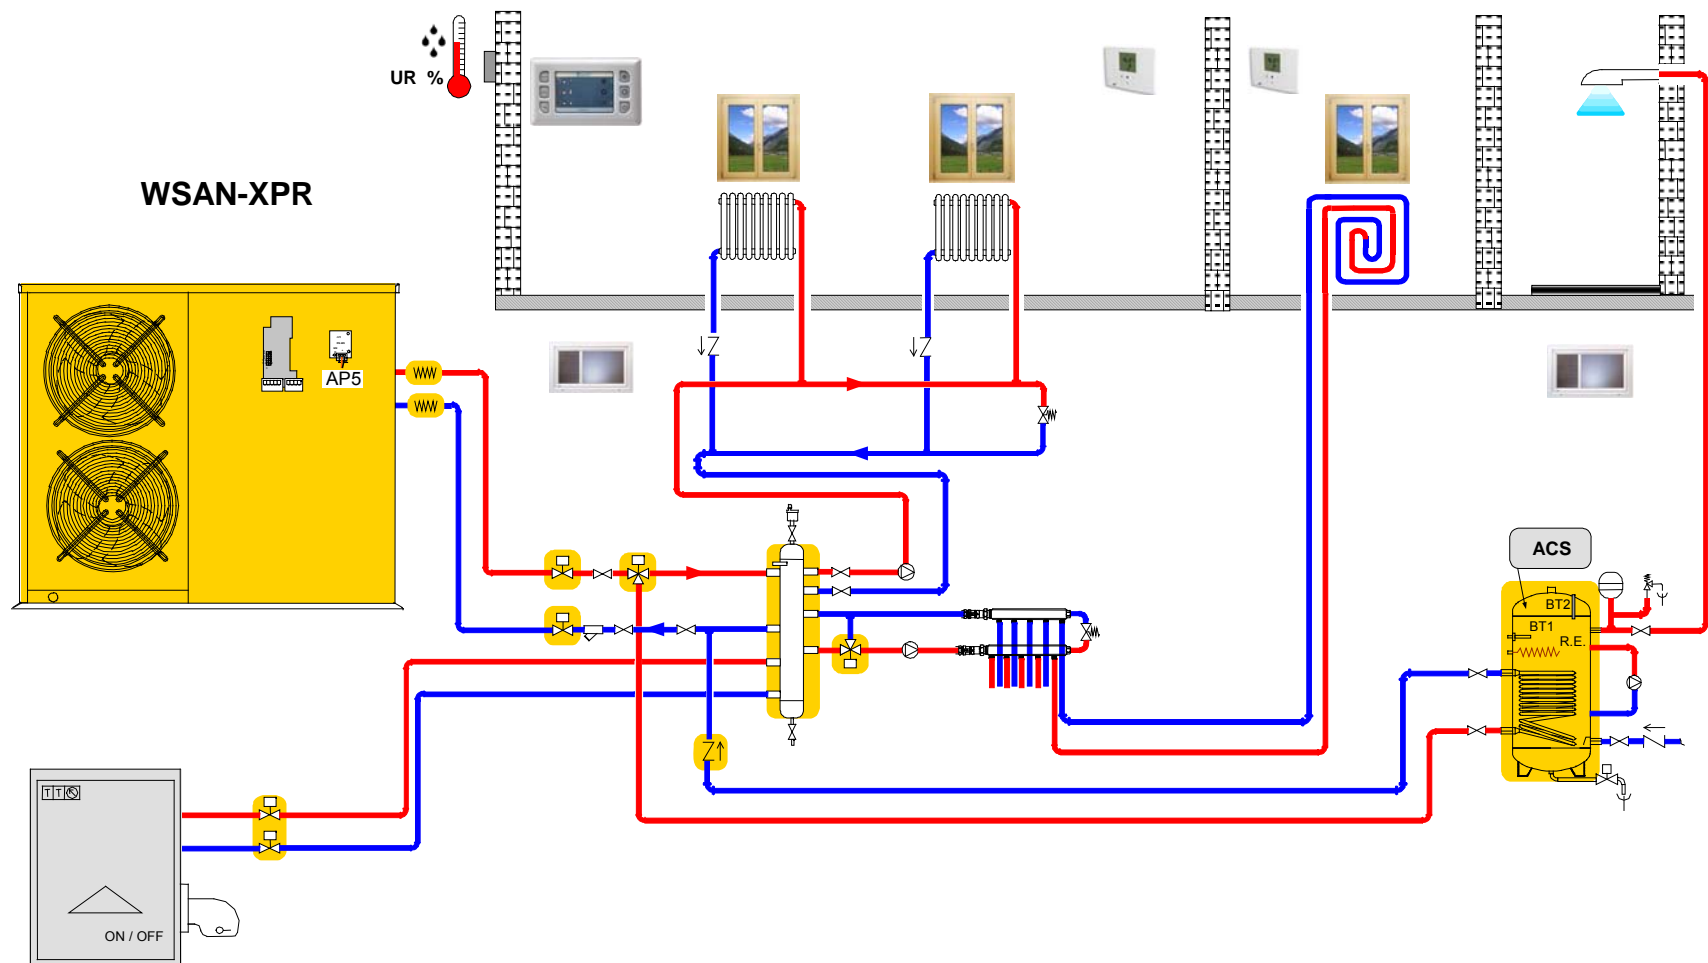 UR %
WSAN-XPR
AP5
ACS
BT2
BT1
R.E.
T T
ON / OFF